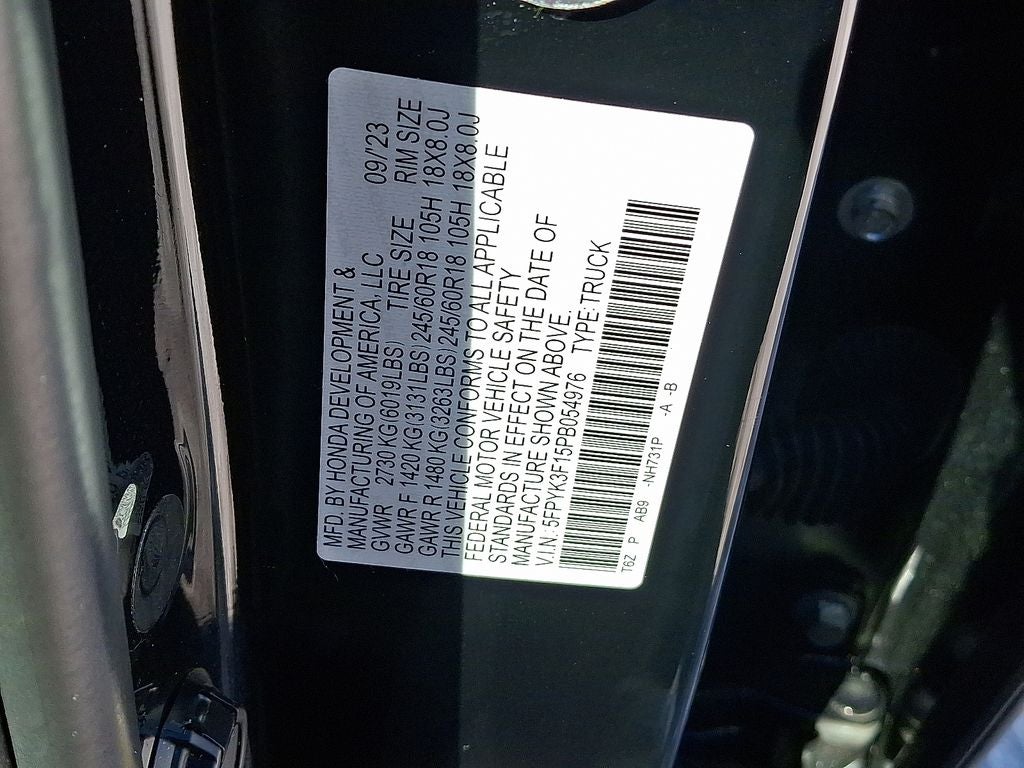 MFD. BY HONDA DEVELOPMENT &
MANUFACTURING OF AMERICA, LLC 09/'23
GVWR 2730 KG(6019LBS) TIRE SIZE RIM SIZE
GAWR F 1420 KG(3131LBS) 245/60R18 105H 18X8.0J
GAWR R 1480 KG(3263LBS) 245/60R18 105H 18X8.0J
THIS VEHICLE CONFORMS TO ALL APPLICABLE
FEDERAL MOTOR VEHICLE SAFETY
STANDARDS IN EFFECT ON THE DATE OF
MANUFACTURE SHOWN ABOVE.
V.I.N: 5FPYK3F15PB054976 TYPE: TRUCK
T6Z P AB9 -NH731P -A -B